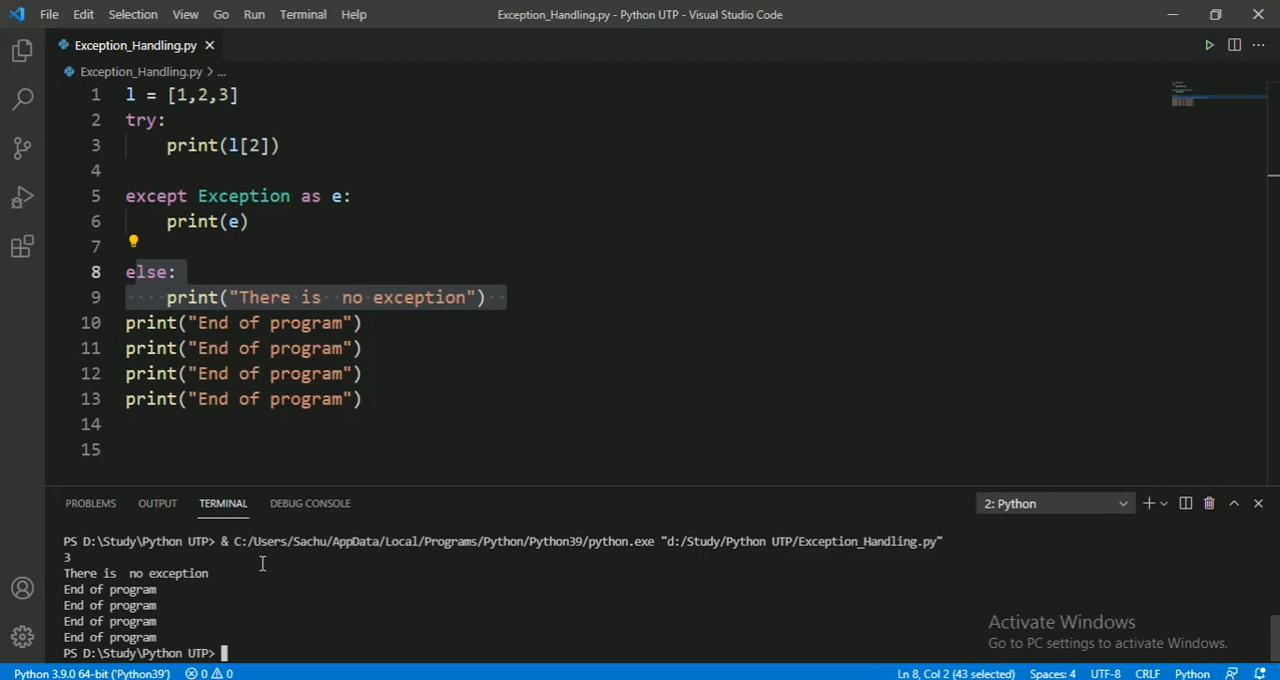 File Edit Selection View Go Run Terminal Help Exception_Handling.py - Python UTP - Visual Studio Code
Exception_Handling.py
Exception_Handling.py > ...
1 l = [1,2,3]
2 try:
3 print(l[2])
4
5 except Exception as e:
6 print(e)
7
8 else:
9 print("There is  no exception")
10 print("End of program")
11 print("End of program")
12 print("End of program")
13 print("End of program")
14
15
PROBLEMS OUTPUT TERMINAL DEBUG CONSOLE 2: Python
PS D:\Study\Python UTP> & C:/Users/Sachu/AppData/Local/Programs/Python/Python39/python.exe "d:/Study/Python UTP/Exception_Handling.py"
3
There is  no exception
End of program
End of program
End of program
End of program
PS D:\Study\Python UTP>
Activate Windows
Go to PC settings to activate Windows.
Python 3.9.0 64-bit ('Python39') 0 0 Ln 8, Col 2 (43 selected) Spaces: 4 UTF-8 CRLF Python